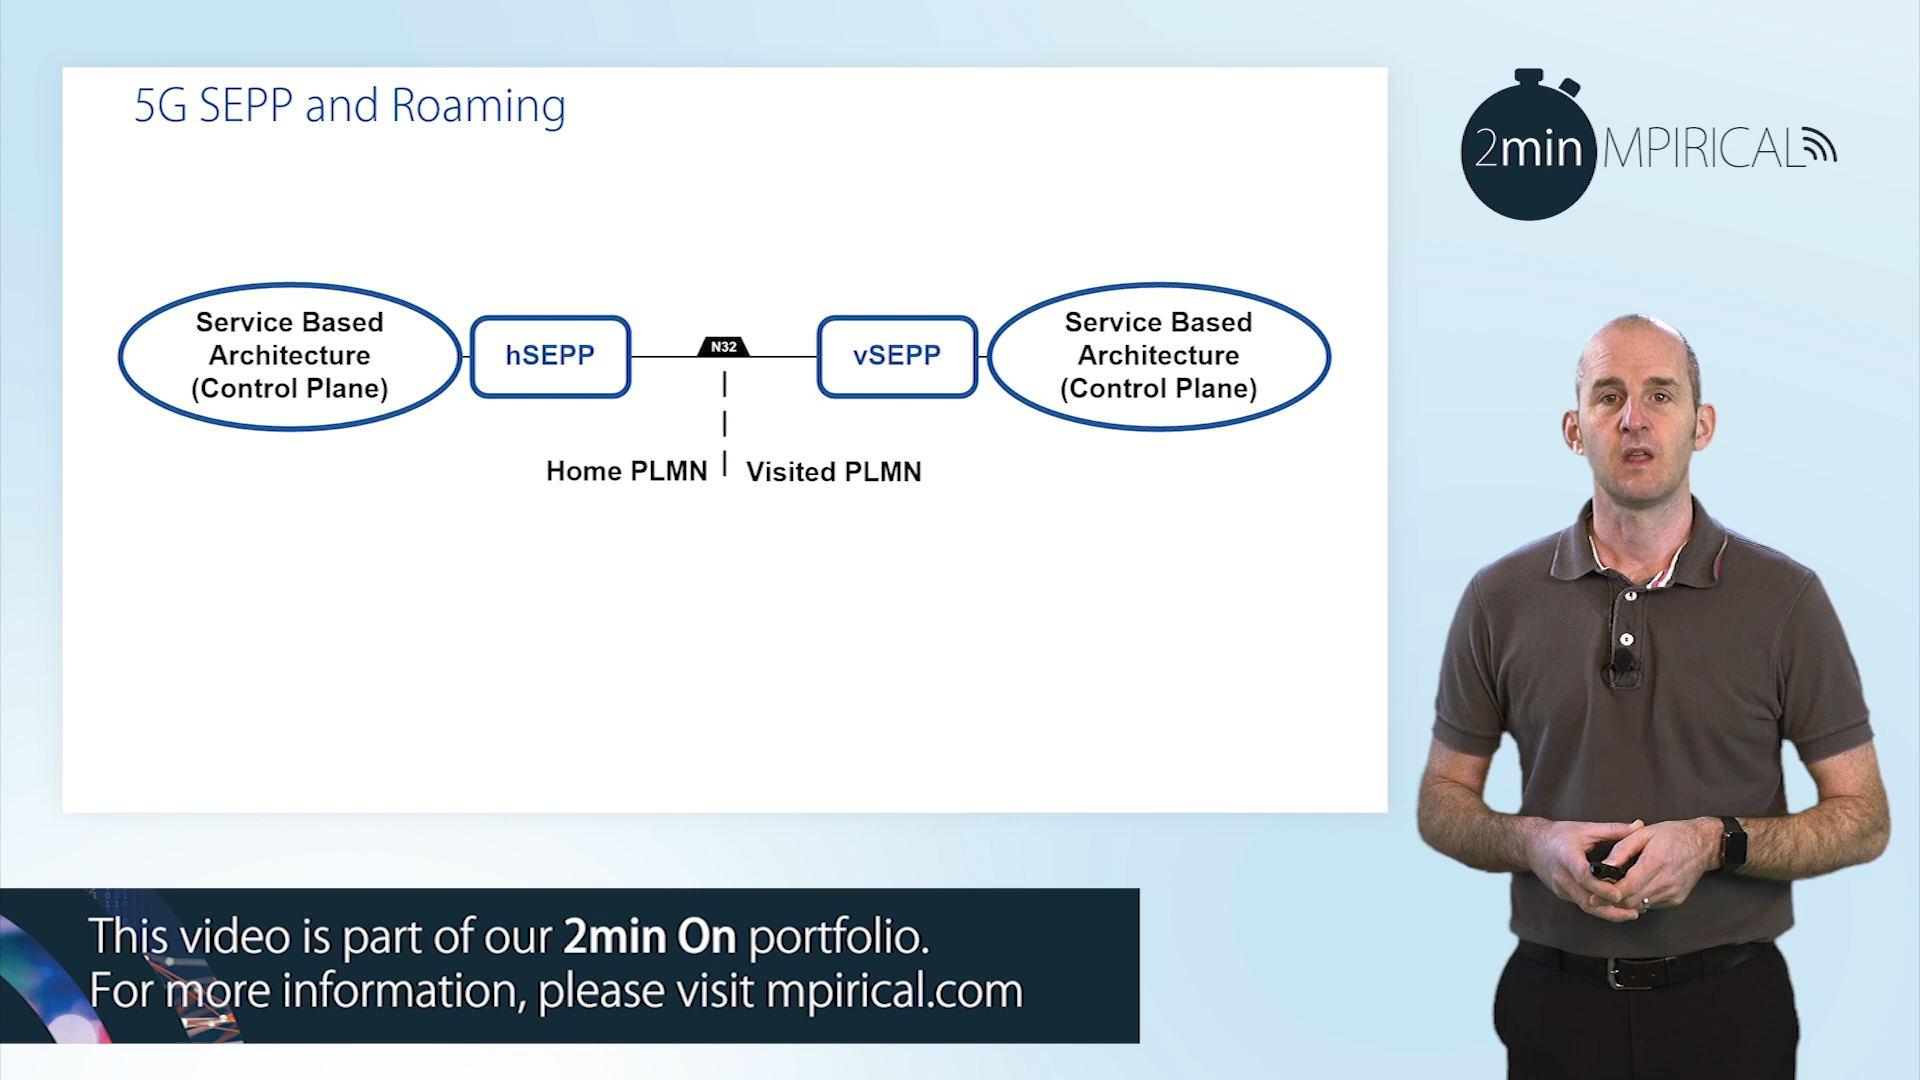 5G SEPP and Roaming
2min MPIRICAL
Service Based
Architecture
(Control Plane)
hSEPP
N32
vSEPP
Service Based
Architecture
(Control Plane)
Home PLMN
Visited PLMN
This video is part of our 2min On portfolio.
For more information, please visit mpirical.com